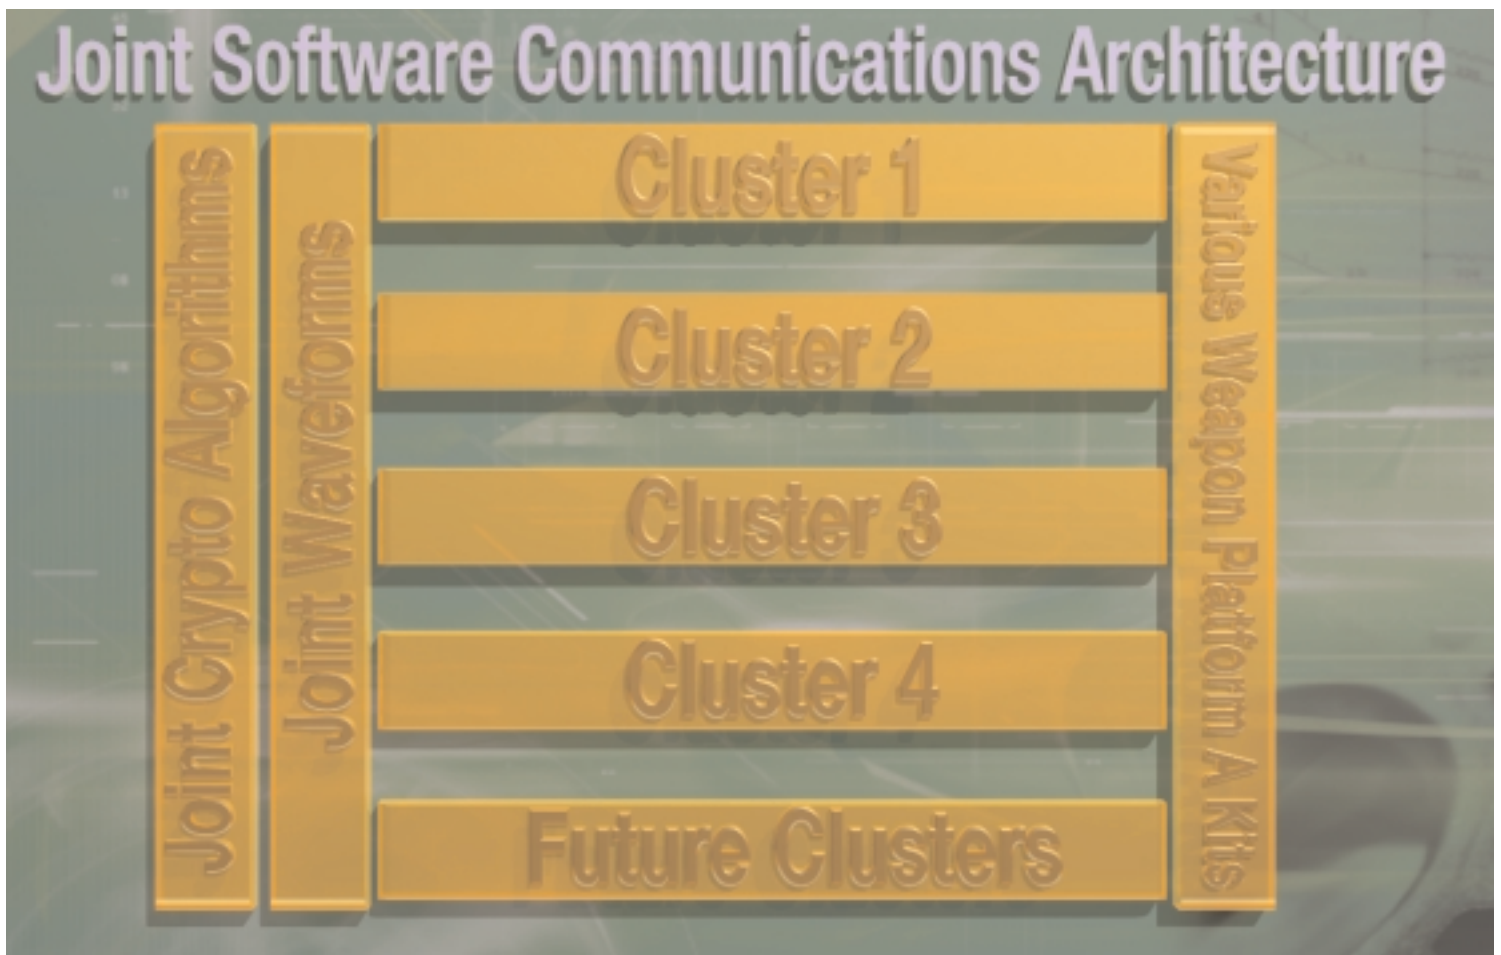 Joint Software Communications Architecture
Joint Crypto Algorithms
Joint Waveforms
Cluster 1
Cluster 2
Cluster 3
Cluster 4
Future Clusters
Various Weapon Platform A Kits